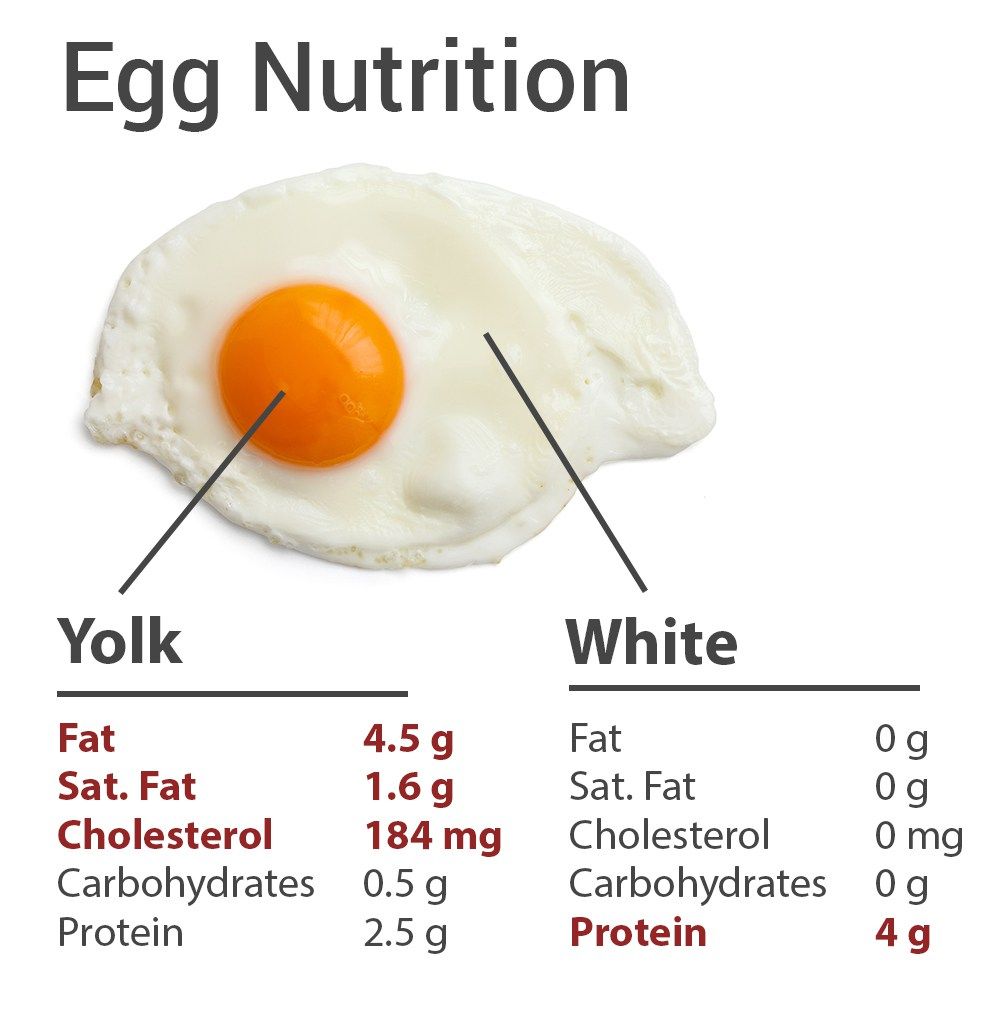 Egg Nutrition
Yolk
Fat 4.5 g
Sat. Fat 1.6 g
Cholesterol 184 mg
Carbohydrates 0.5 g
Protein 2.5 g
White
Fat 0 g
Sat. Fat 0 g
Cholesterol 0 mg
Carbohydrates 0 g
Protein 4 g